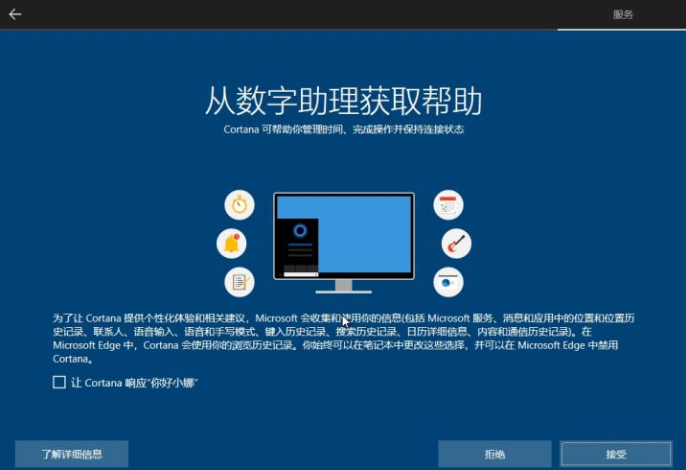 服务
从数字助理获取帮助
Cortana 可帮助你管理时间、完成操作并保持连接状态
为了让 Cortana 提供个性化体验和相关建议，Microsoft 会收集和使用你的信息(包括 Microsoft 服务、消息和应用中的位置和位置历
史记录、联系人、语音输入、语音和手写模式、键入历史记录、搜索历史记录、日历详细信息、内容和通信历史记录)。在
Microsoft Edge 中，Cortana 会使用你的浏览历史记录。你始终可以在笔记本中更改这些选择，并可以在 Microsoft Edge 中禁用
Cortana。
让 Cortana 响应"你好小娜"
了解详细信息
拒绝
接受